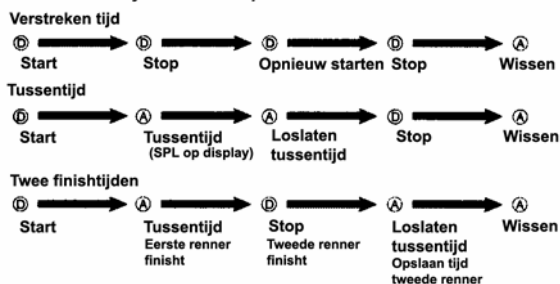 Verstreken tijd
D D D D A
Start Stop Opnieuw starten Stop Wissen
Tussentijd
D A A D A
Start Tussentijd Loslaten Stop Wissen
(SPL op display) tussentijd
Twee finishtijden
D A D A A
Start Tussentijd Stop Loslaten Wissen
Eerste renner Tweede renner tussentijd
finisht finisht Opslaan tijd
tweede renner